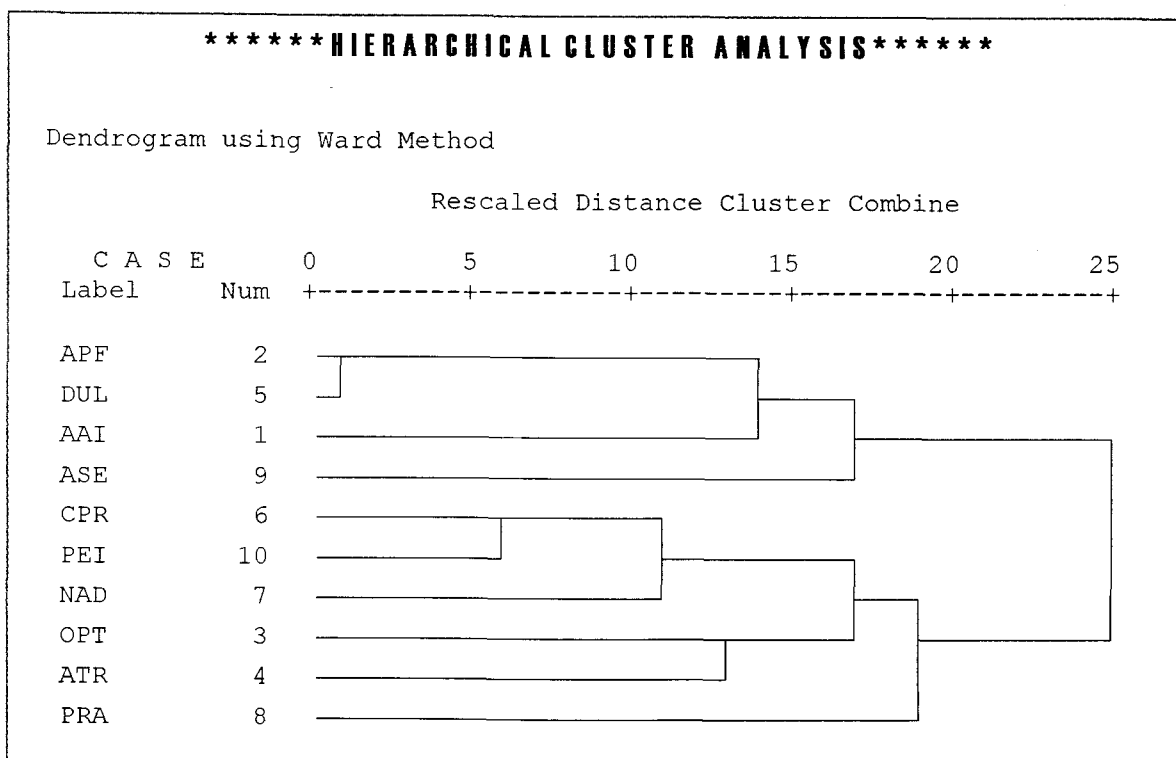 ******HIERARCHICAL CLUSTER ANALYSIS******
Dendrogram using Ward Method
Rescaled Distance Cluster Combine
C A S E 0 5 10 15 20 25
Label Num +---------+---------+---------+---------+---------+
APF 2
DUL 5
AAI 1
ASE 9
CPR 6
PEI 10
NAD 7
OPT 3
ATR 4
PRA 8